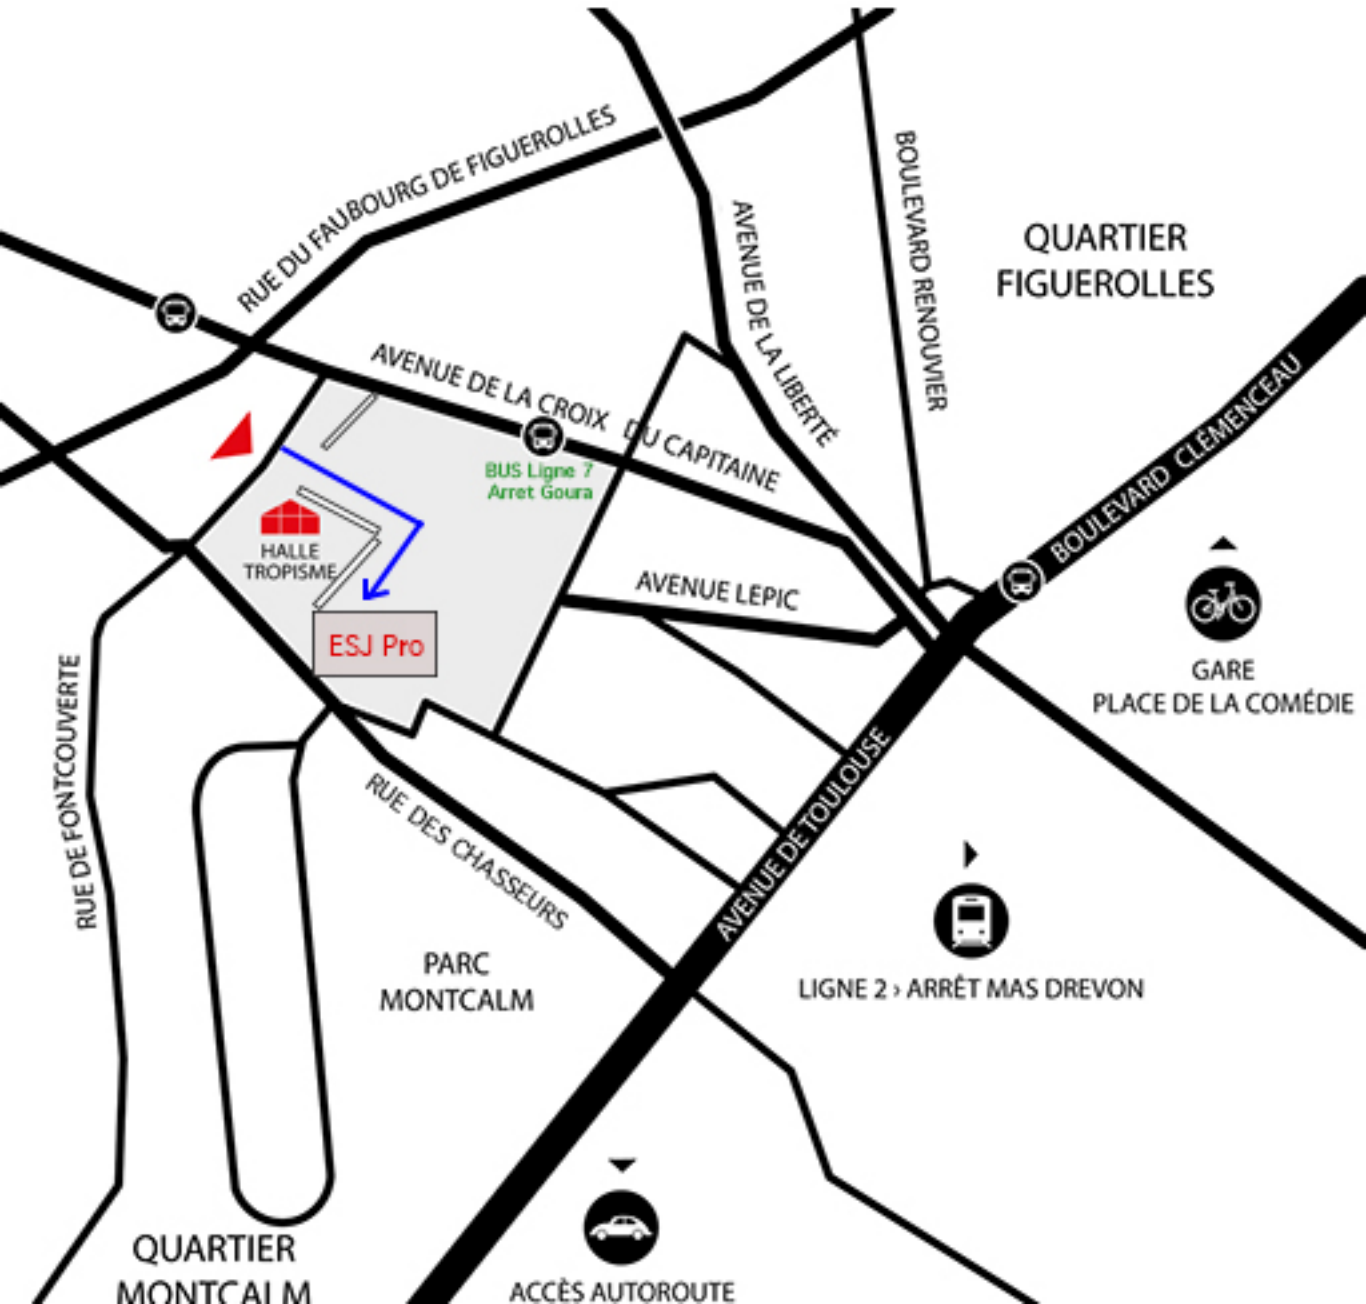 RUE DU FAUBOURG DE FIGUEROLLES
BOULEVARD RENOUVIER
AVENUE DE LA LIBERTÉ
QUARTIER
FIGUEROLLES
AVENUE DE LA CROIX DU CAPITAINE
BOULEVARD CLÉMENCEAU
BUS Ligne 7
Arret Goura
HALLE
TROPISME
AVENUE LEPIC
ESJ Pro
GARE
PLACE DE LA COMÉDIE
RUE DE FONTCOUVERTE
AVENUE DE TOULOUSE
RUE DES CHASSEURS
PARC
MONTCALM
LIGNE 2 › ARRÊT MAS DREVON
QUARTIER
MONTCALM
ACCÈS AUTOROUTE